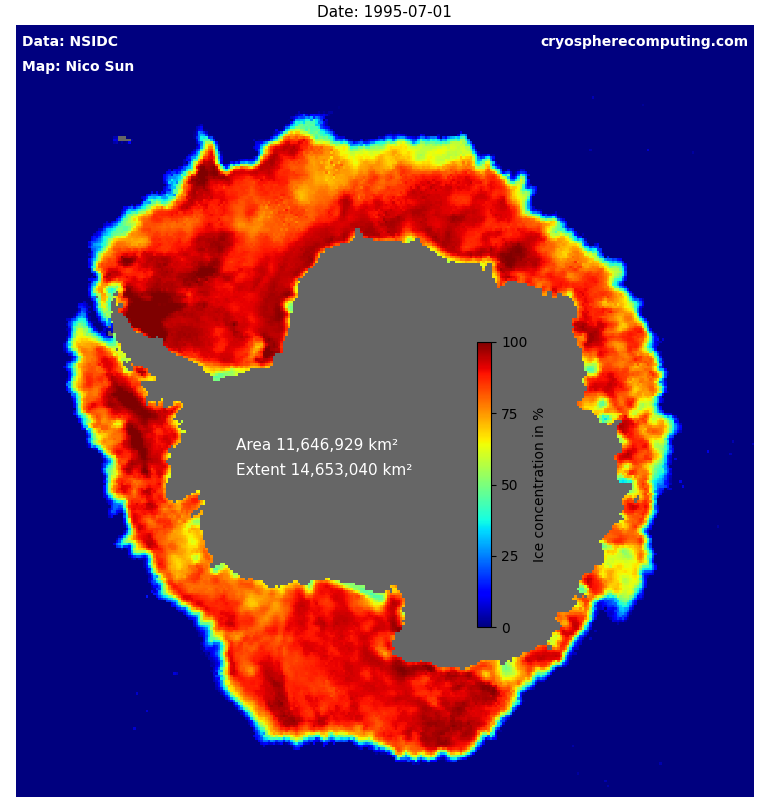 Date: 1995-07-01
Data: NSIDC
cryospherecomputing.com
Map: Nico Sun
100
75
50
25
0
Ice concentration in %
Area 11,646,929 km²
Extent 14,653,040 km²